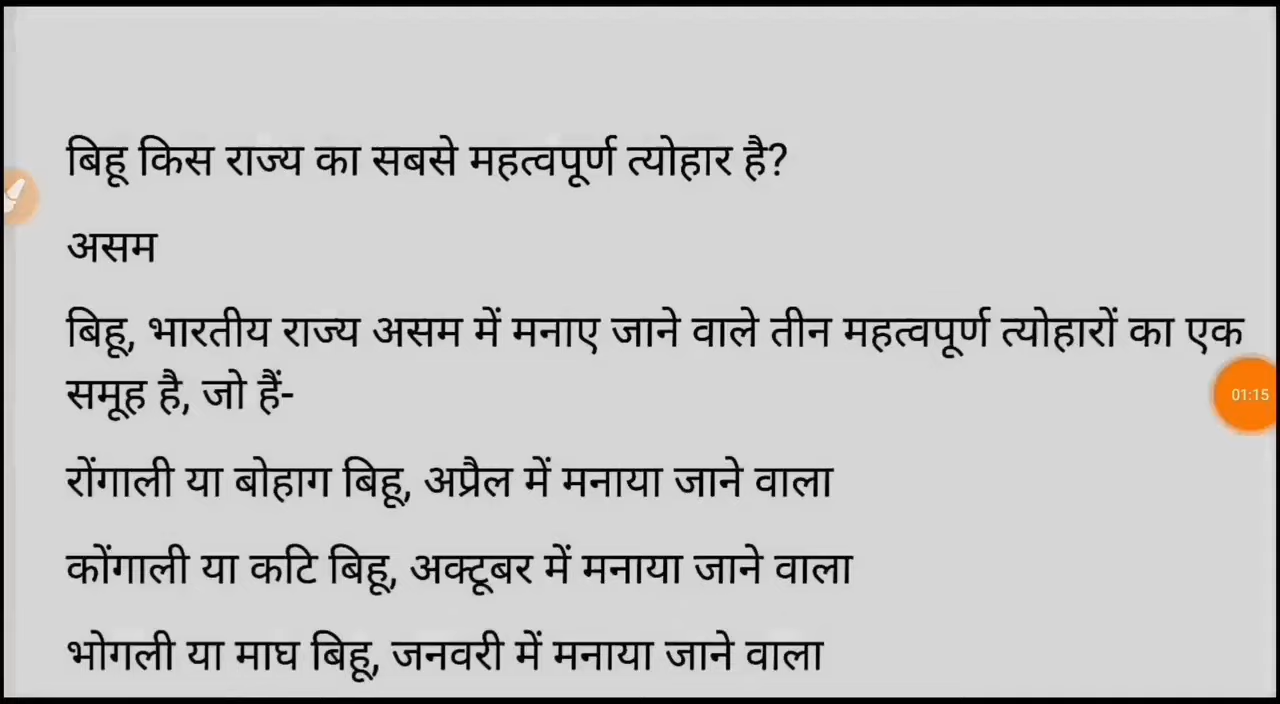 बिहू किस राज्य का सबसे महत्वपूर्ण त्योहार है?
असम
बिहू, भारतीय राज्य असम में मनाए जाने वाले तीन महत्वपूर्ण त्योहारों का एक
समूह है, जो हैं-
01:15
रोंगाली या बोहाग बिहू, अप्रैल में मनाया जाने वाला
कोंगाली या कटि बिहू, अक्टूबर में मनाया जाने वाला
भोगली या माघ बिहू, जनवरी में मनाया जाने वाला